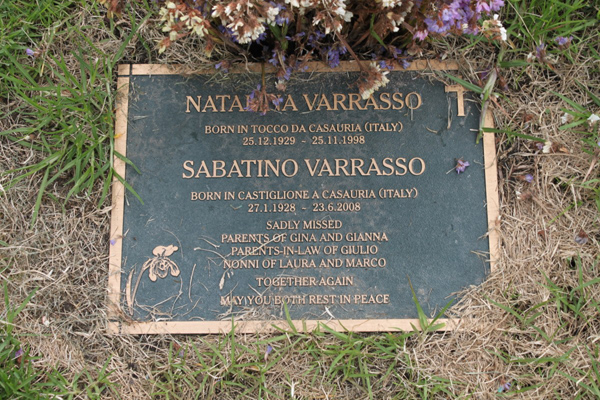 VARRASSO
BORN IN TOCCO DA CASAURIA (ITALY)
25.12.1929 - 25.11.1998
SABATINO VARRASSO
BORN IN CASTIGLIONE A CASAURIA (ITALY)
27.1.1928 - 23.6.2008
SADLY MISSED
PARENTS OF GINA AND GIANNA
PARENTS-IN-LAW OF GIULIO
NONNI OF LAURA AND MARCO
TOGETHER AGAIN
MAY YOU BOTH REST IN PEACE